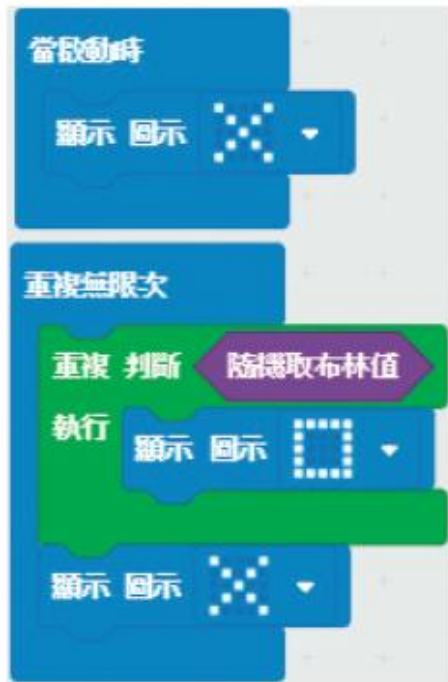 當啟動時
顯示 圖示
重複無限次
重複 判斷 隨機取布林值
執行
顯示 圖示
顯示 圖示